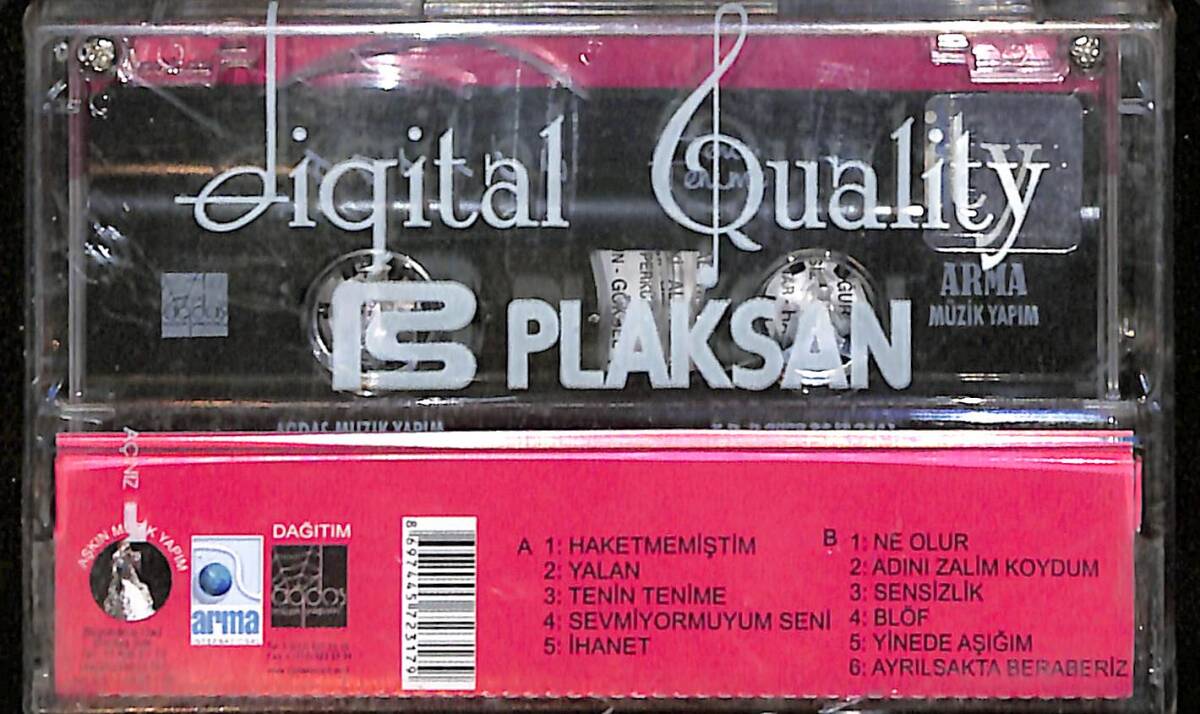 digital Quality
ARMA
MÜZİK YAPIM
PLAKSAN
AÇINIZ
AŞKIN MÜZİK YAPIM
arma
DAĞITIM
8697445723179
A 1: HAKETMEMİŞTİM
2: YALAN
3: TENİN TENİME
4: SEVMİYORMUYUM SENİ
5: İHANET
B 1: NE OLUR
2: ADINI ZALİM KOYDUM
3: SENSİZLİK
4: BLÖF
5: YİNEDE AŞIĞIM
6: AYRILSAKTA BERABERİZ